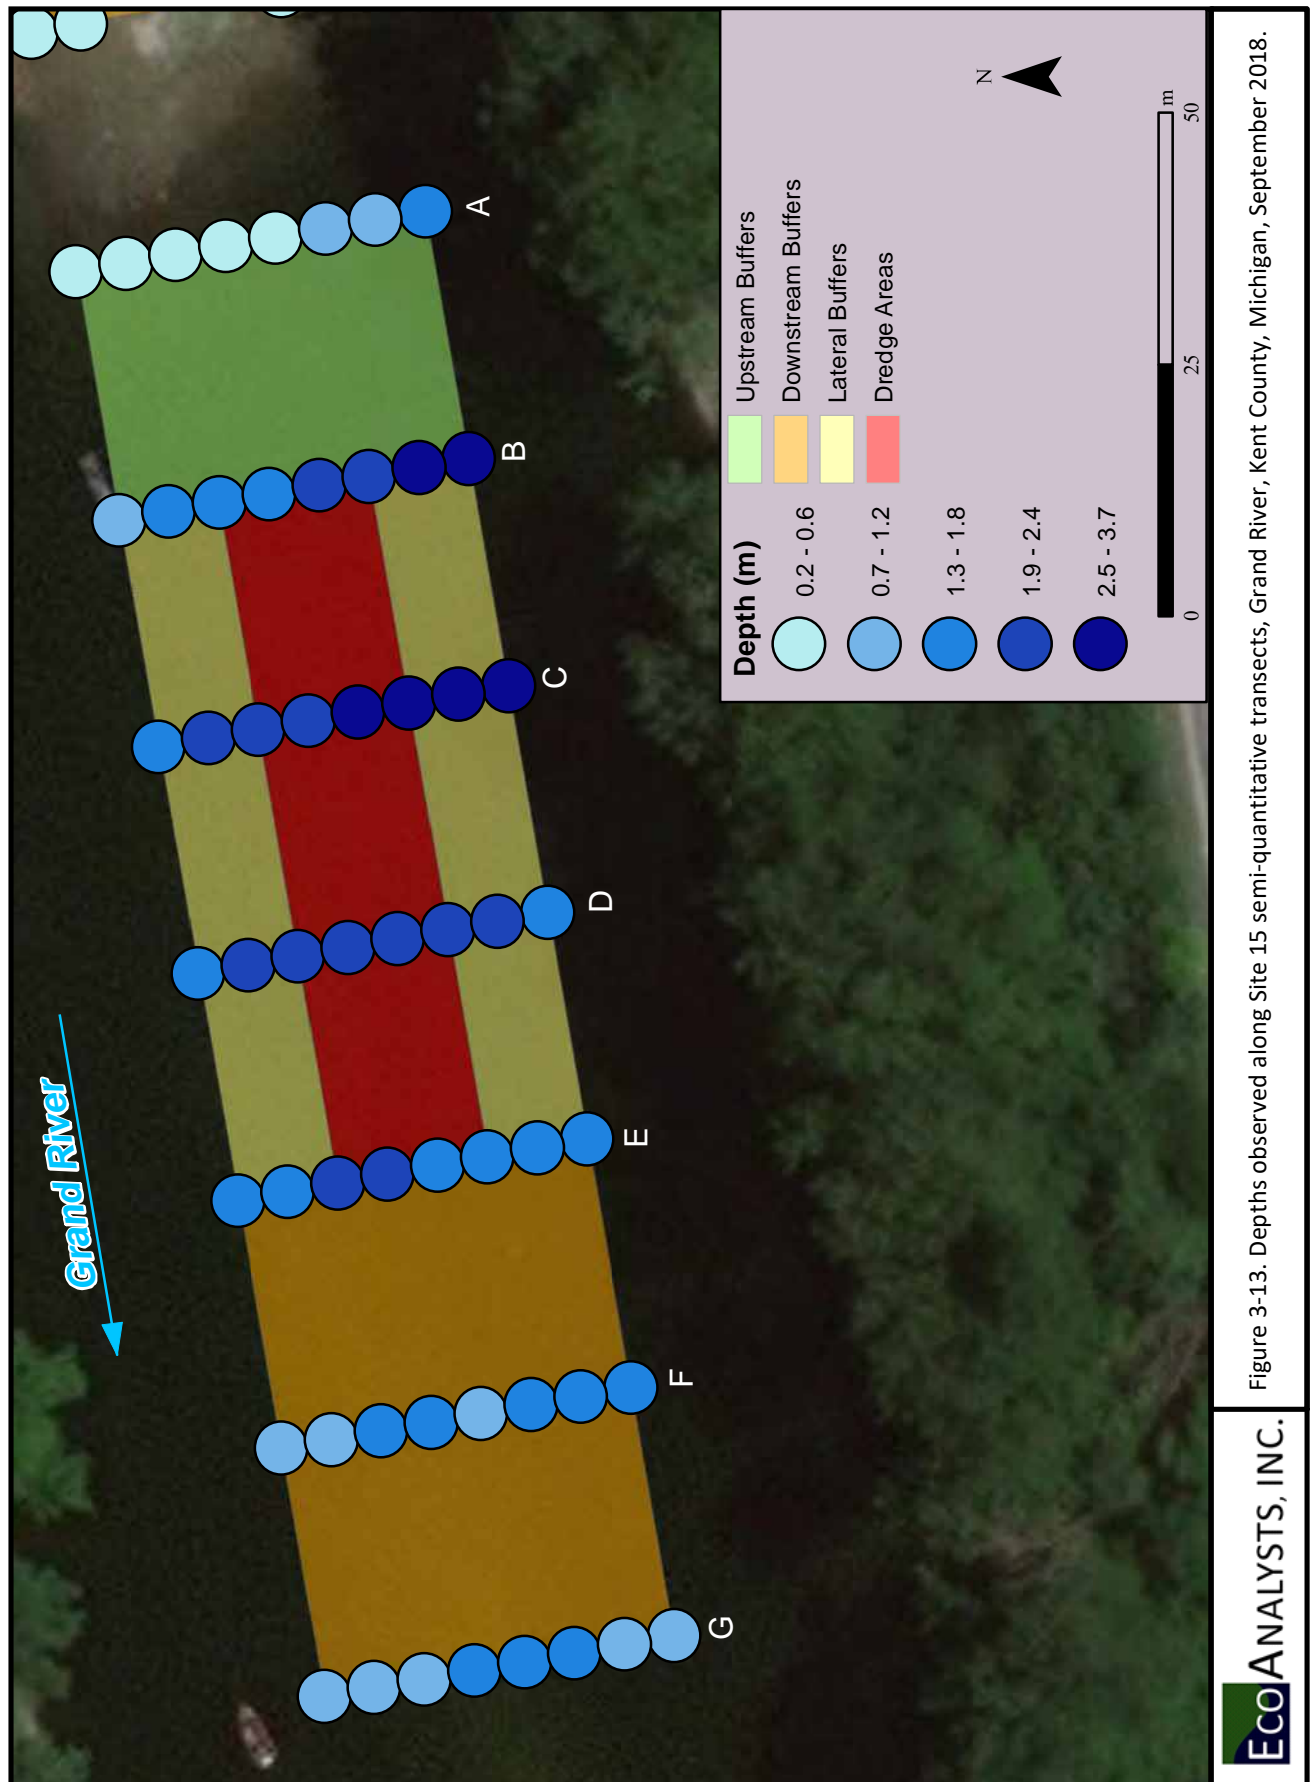 Grand River
A
B
C
D
E
F
G
Depth (m)
0.2 - 0.6
0.7 - 1.2
1.3 - 1.8
1.9 - 2.4
2.5 - 3.7
Upstream Buffers
Downstream Buffers
Lateral Buffers
Dredge Areas
N
0 25 50 m
ECOANALYSTS, INC.
Figure 3-13. Depths observed along Site 15 semi-quantitative transects, Grand River, Kent County, Michigan, September 2018.